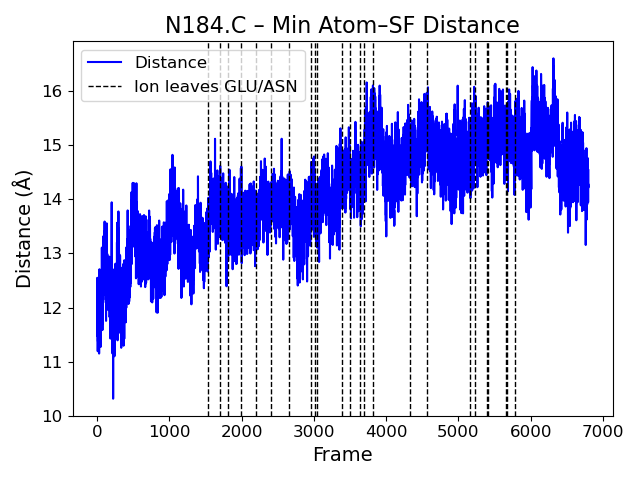 N184.C – Min Atom–SF Distance
Distance
Ion leaves GLU/ASN
Distance (Å)
16
15
14
13
12
11
10
0 1000 2000 3000 4000 5000 6000 7000
Frame